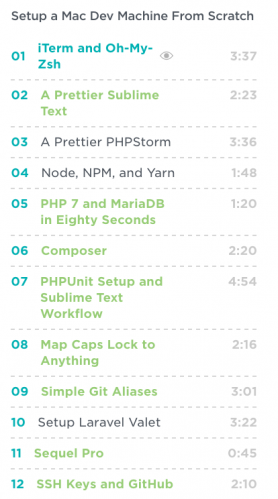 Setup a Mac Dev Machine From Scratch
01 iTerm and Oh-My- 3:37
Zsh
02 A Prettier Sublime 2:23
Text
03 A Prettier PHPStorm 3:36
04 Node, NPM, and Yarn 1:48
05 PHP 7 and MariaDB 1:20
in Eighty Seconds
06 Composer 2:20
07 PHPUnit Setup and 4:54
Sublime Text
Workflow
08 Map Caps Lock to 2:16
Anything
09 Simple Git Aliases 3:01
10 Setup Laravel Valet 3:22
11 Sequel Pro 0:45
12 SSH Keys and GitHub 2:10